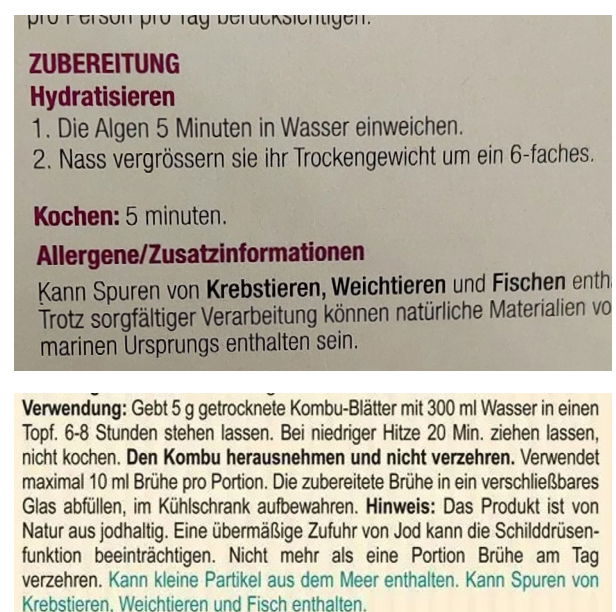 pro Person pro Tag berücksichtigen.
ZUBEREITUNG
Hydratisieren
1. Die Algen 5 Minuten in Wasser einweichen.
2. Nass vergrössern sie ihr Trockengewicht um ein 6-faches.
Kochen: 5 minuten.
Allergene/Zusatzinformationen
Kann Spuren von Krebstieren, Weichtieren und Fischen
Trotz sorgfältiger Verarbeitung können natürliche Materialien
marinen Ursprungs enthalten sein.
Verwendung: Gebt 5 g getrocknete Kombu-Blätter mit 300 ml Wasser in einen
Topf. 6-8 Stunden stehen lassen. Bei niedriger Hitze 20 Min. ziehen lassen,
nicht kochen. Den Kombu herausnehmen und nicht verzehren. Verwendet
maximal 10 ml Brühe pro Portion. Die zubereitete Brühe in ein verschließbares
Glas abfüllen, im Kühlschrank aufbewahren. Hinweis: Das Produkt ist von
Natur aus jodhaltig. Eine übermäßige Zufuhr von Jod kann die Schilddrüsen-
funktion beeinträchtigen. Nicht mehr als eine Portion Brühe am Tag
verzehren. Kann kleine Partikel aus dem Meer enthalten. Kann Spuren von
Krebstieren, Weichtieren und Fisch enthalten.